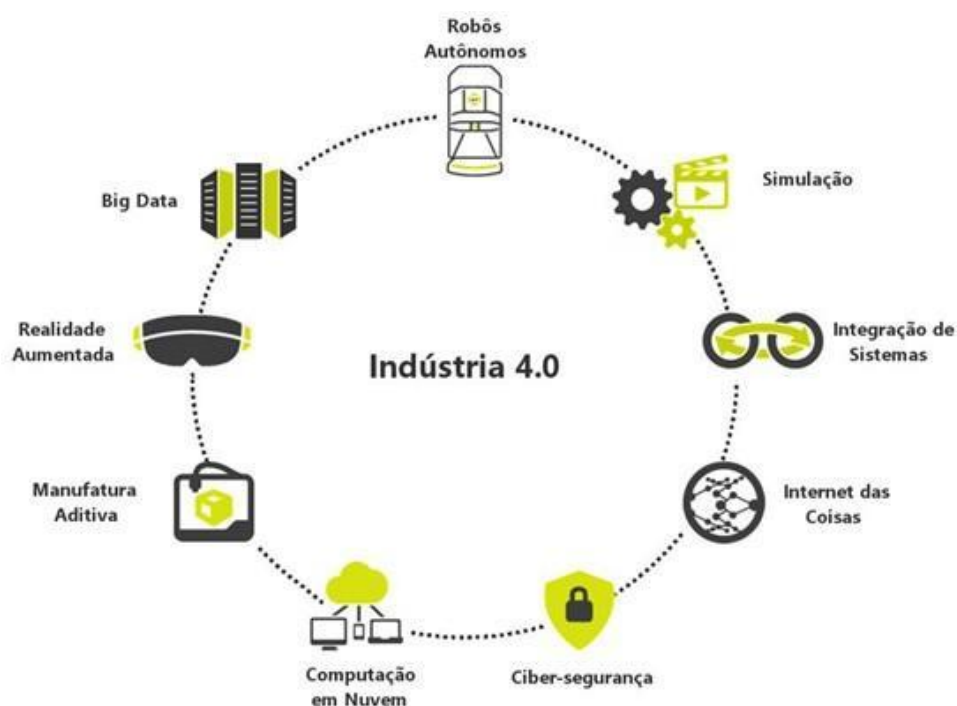 Robôs
Autônomos
Simulação
Integração de
Sistemas
Internet das
Coisas
Ciber-segurança
Computação
em Nuvem
Manufatura
Aditiva
Realidade
Aumentada
Big Data
Indústria 4.0